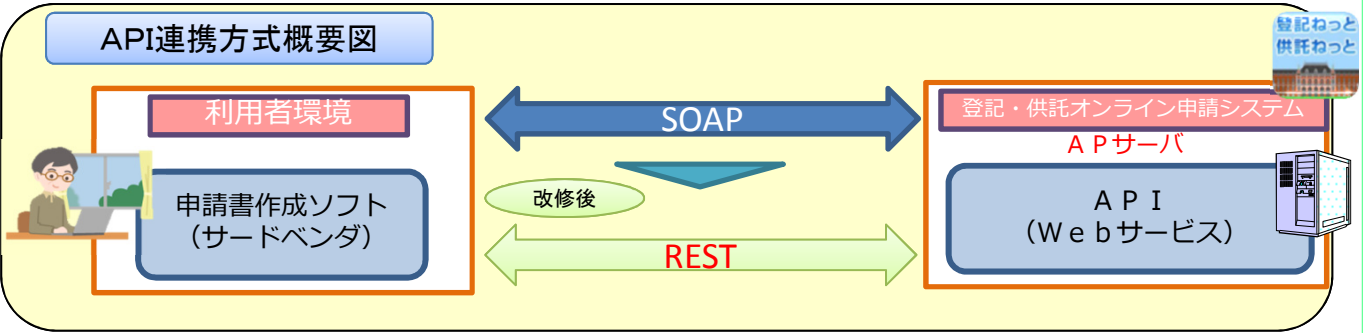 API連携方式概要図
登記ねっと
供託ねっと
利用者環境
SOAP
登記・供託オンライン申請システム
ＡＰサーバ
申請書作成ソフト
（サードベンダ）
改修後
ＡＰＩ
（Ｗｅｂサービス）
REST